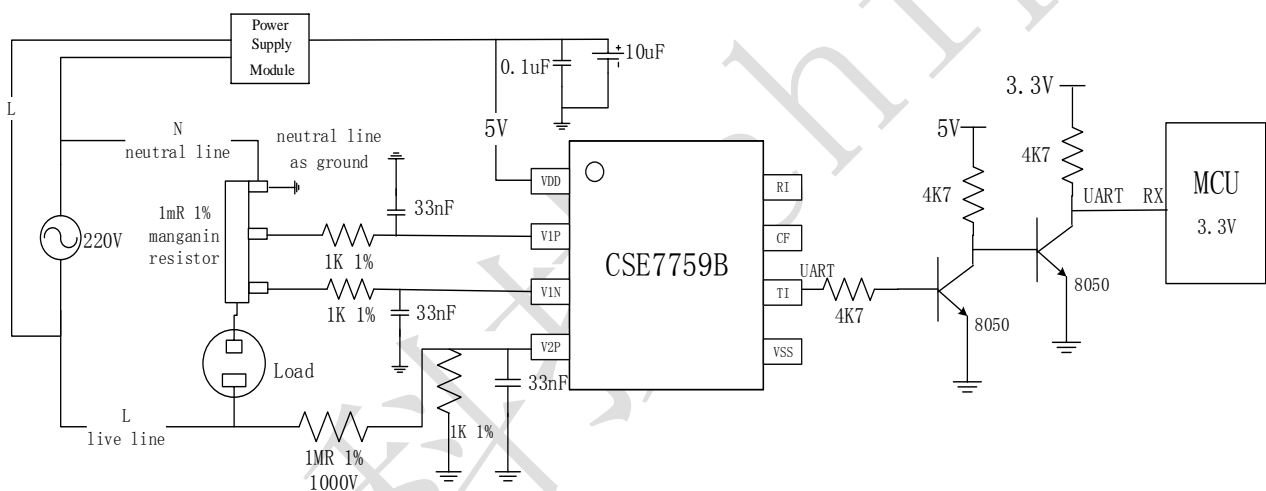 Power
Supply
Module
0.1uF
10uF
L
N
neutral line
neutral line
as ground
5V
1mR 1%
manganin
resistor
220V
33nF
1K 1%
1K 1%
33nF
Load
L
live line
1MR 1%
1000V
1K 1%
33nF
VDD
V1P
V1N
V2P
CSE7759B
RI
CF
TI
VSS
UART
4K7
5V
4K7
8050
3.3V
4K7
8050
UART RX
MCU
3.3V